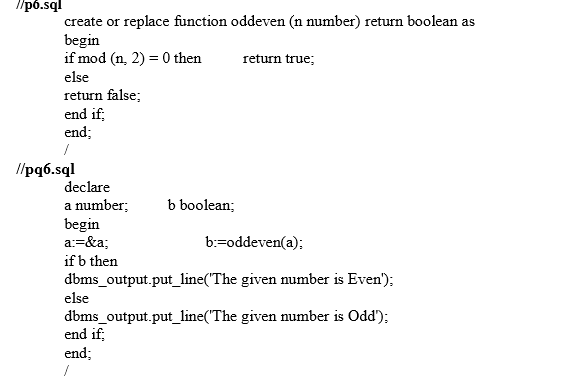 //p6.sql
create or replace function oddeven (n number) return boolean as
begin
if mod (n, 2) = 0 then return true;
else
return false;
end if;
end;
/
//pq6.sql
declare
a number; b boolean;
begin
a:=&a; b:=oddeven(a);
if b then
dbms_output.put_line('The given number is Even');
else
dbms_output.put_line('The given number is Odd');
end if;
end;
/